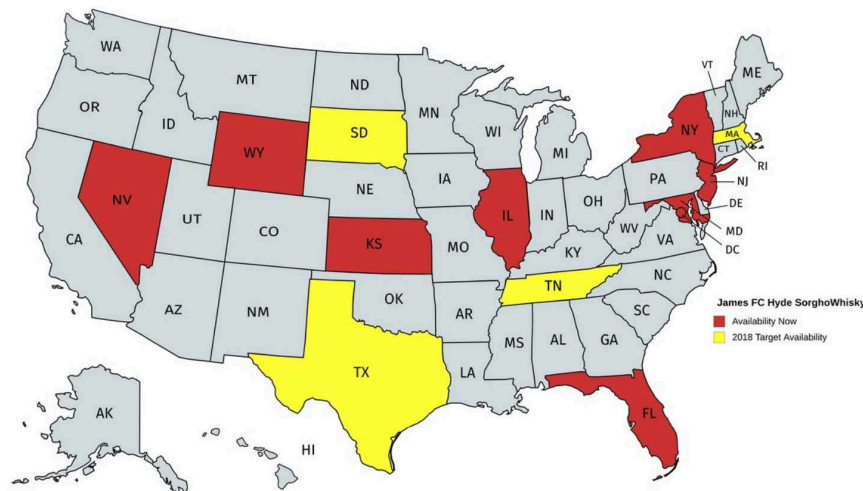 WA
MT
ND
MN
VT
ME
OR
ID
SD
WI
NH
NY
MA
WY
MI
CT
RI
NV
IA
PA
NJ
NE
IL
IN
OH
DE
UT
CA
CO
KS
MO
WV
VA
MD
DC
KY
NC
AZ
NM
OK
TN
AR
SC
MS
AL
GA
TX
LA
James FC Hyde SorghoWhisky
Availability Now
2018 Target Availability
AK
HI
FL